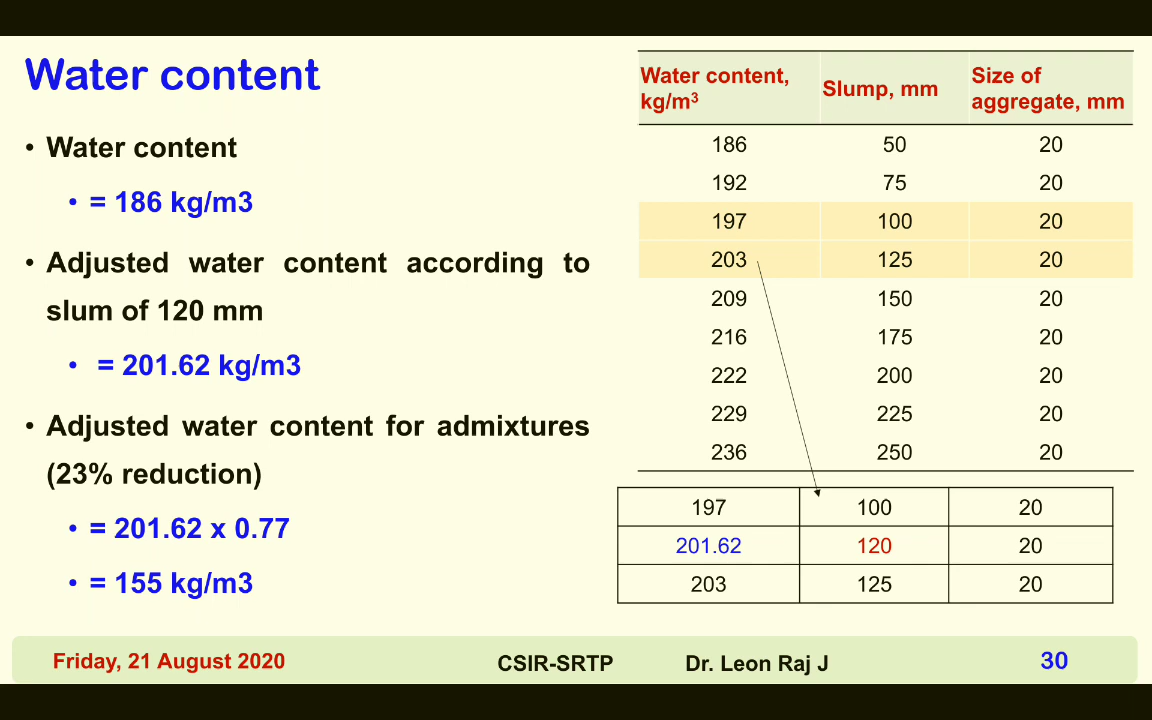 Water content
• Water content
• = 186 kg/m3
• Adjusted water content according to
slum of 120 mm
• = 201.62 kg/m3
• Adjusted water content for admixtures
(23% reduction)
• = 201.62 x 0.77
• = 155 kg/m3
Water content, kg/m³ Slump, mm Size of aggregate, mm
186 50 20
192 75 20
197 100 20
203 125 20
209 150 20
216 175 20
222 200 20
229 225 20
236 250 20
197 100 20
201.62 120 20
203 125 20
Friday, 21 August 2020 CSIR-SRTP Dr. Leon Raj J 30